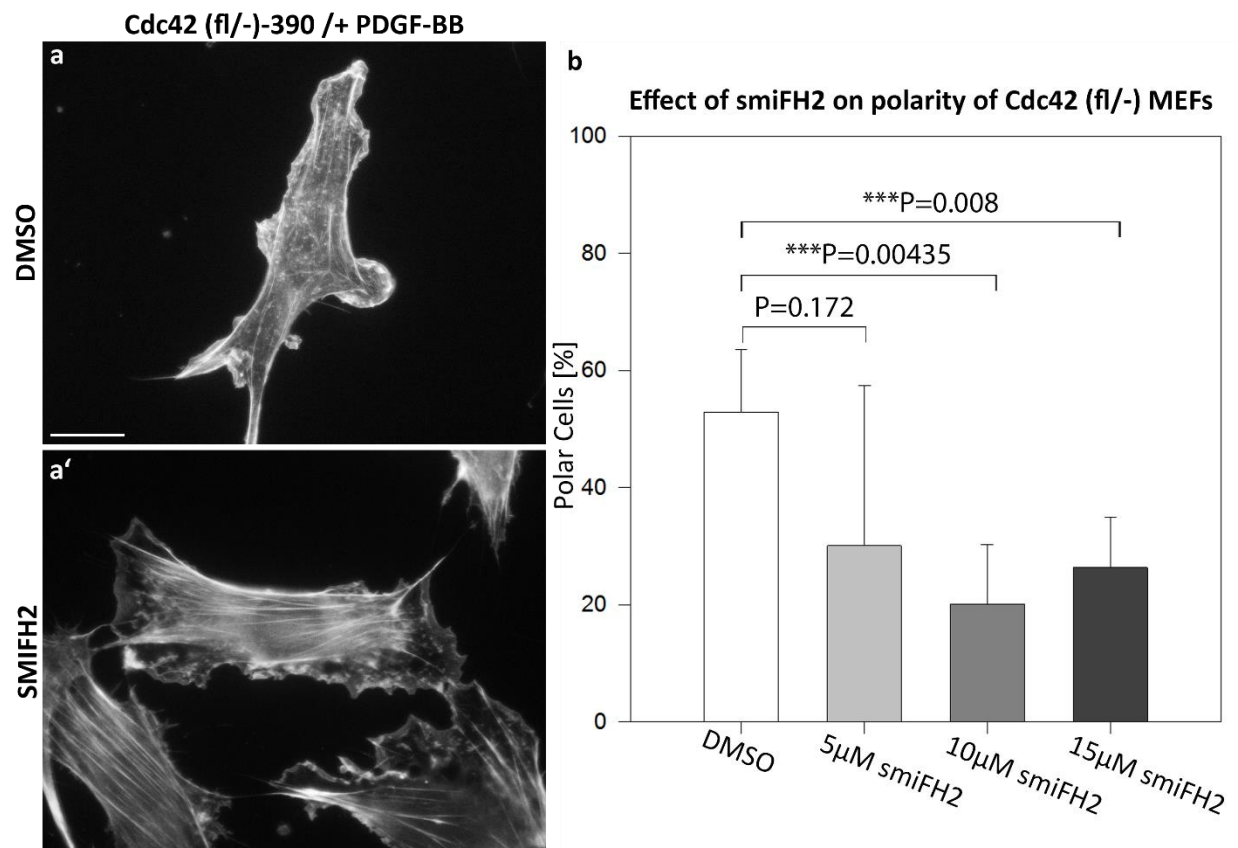 Cdc42 (fl/-)-390 /+ PDGF-BB
a
DMSO
a'
SMIFH2
b
Effect of smiFH2 on polarity of Cdc42 (fl/-) MEFs
Polar Cells [%]
100
80
60
40
20
0
***P=0.008
***P=0.00435
P=0.172
DMSO
5µM smiFH2
10µM smiFH2
15µM smiFH2